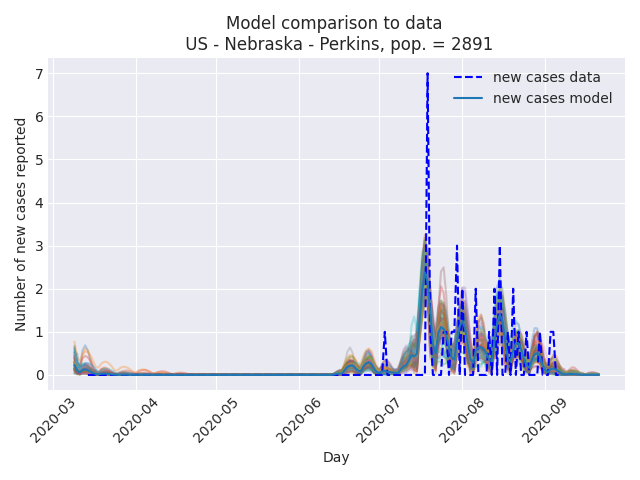 Model comparison to data
US - Nebraska - Perkins, pop. = 2891
new cases data
new cases model
Number of new cases reported
7
6
5
4
3
2
1
0
2020-03
2020-04
2020-05
2020-06
2020-07
2020-08
2020-09
Day